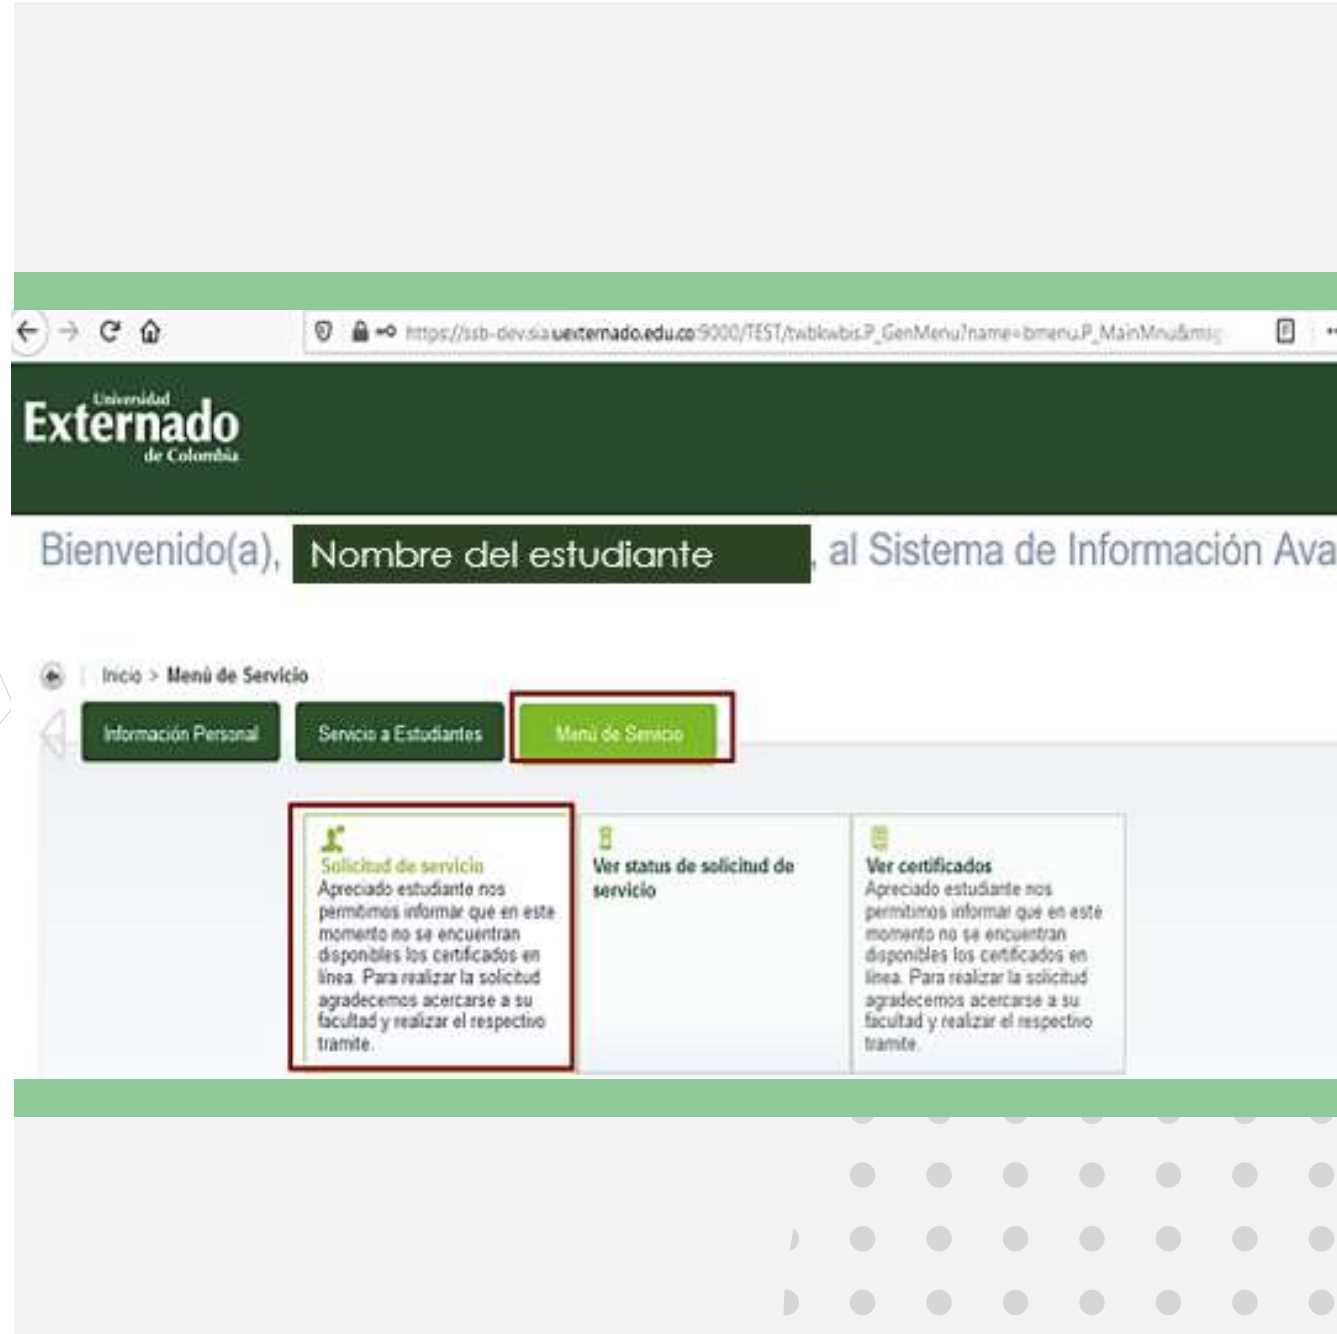 https://ssb-dev.sia.uexternado.edu.co:9000/TEST/twbkwbis.P_GenMenu?name=bmenu.P_MainMnu&msg
Universidad
Externado
de Colombia
Bienvenido(a), Nombre del estudiante , al Sistema de Información Ava
Inicio > Menú de Servicio
Información Personal Servicio a Estudiantes Menú de Servicio
Solicitud de servicio
Apreciado estudiante nos
permitimos informar que en este
momento no se encuentran
disponibles los certificados en
línea. Para realizar la solicitud
agradecemos acercarse a su
facultad y realizar el respectivo
tramite.
Ver status de solicitud de
servicio
Ver certificados
Apreciado estudiante nos
permitimos informar que en este
momento no se encuentran
disponibles los certificados en
línea. Para realizar la solicitud
agradecemos acercarse a su
facultad y realizar el respectivo
tramite.